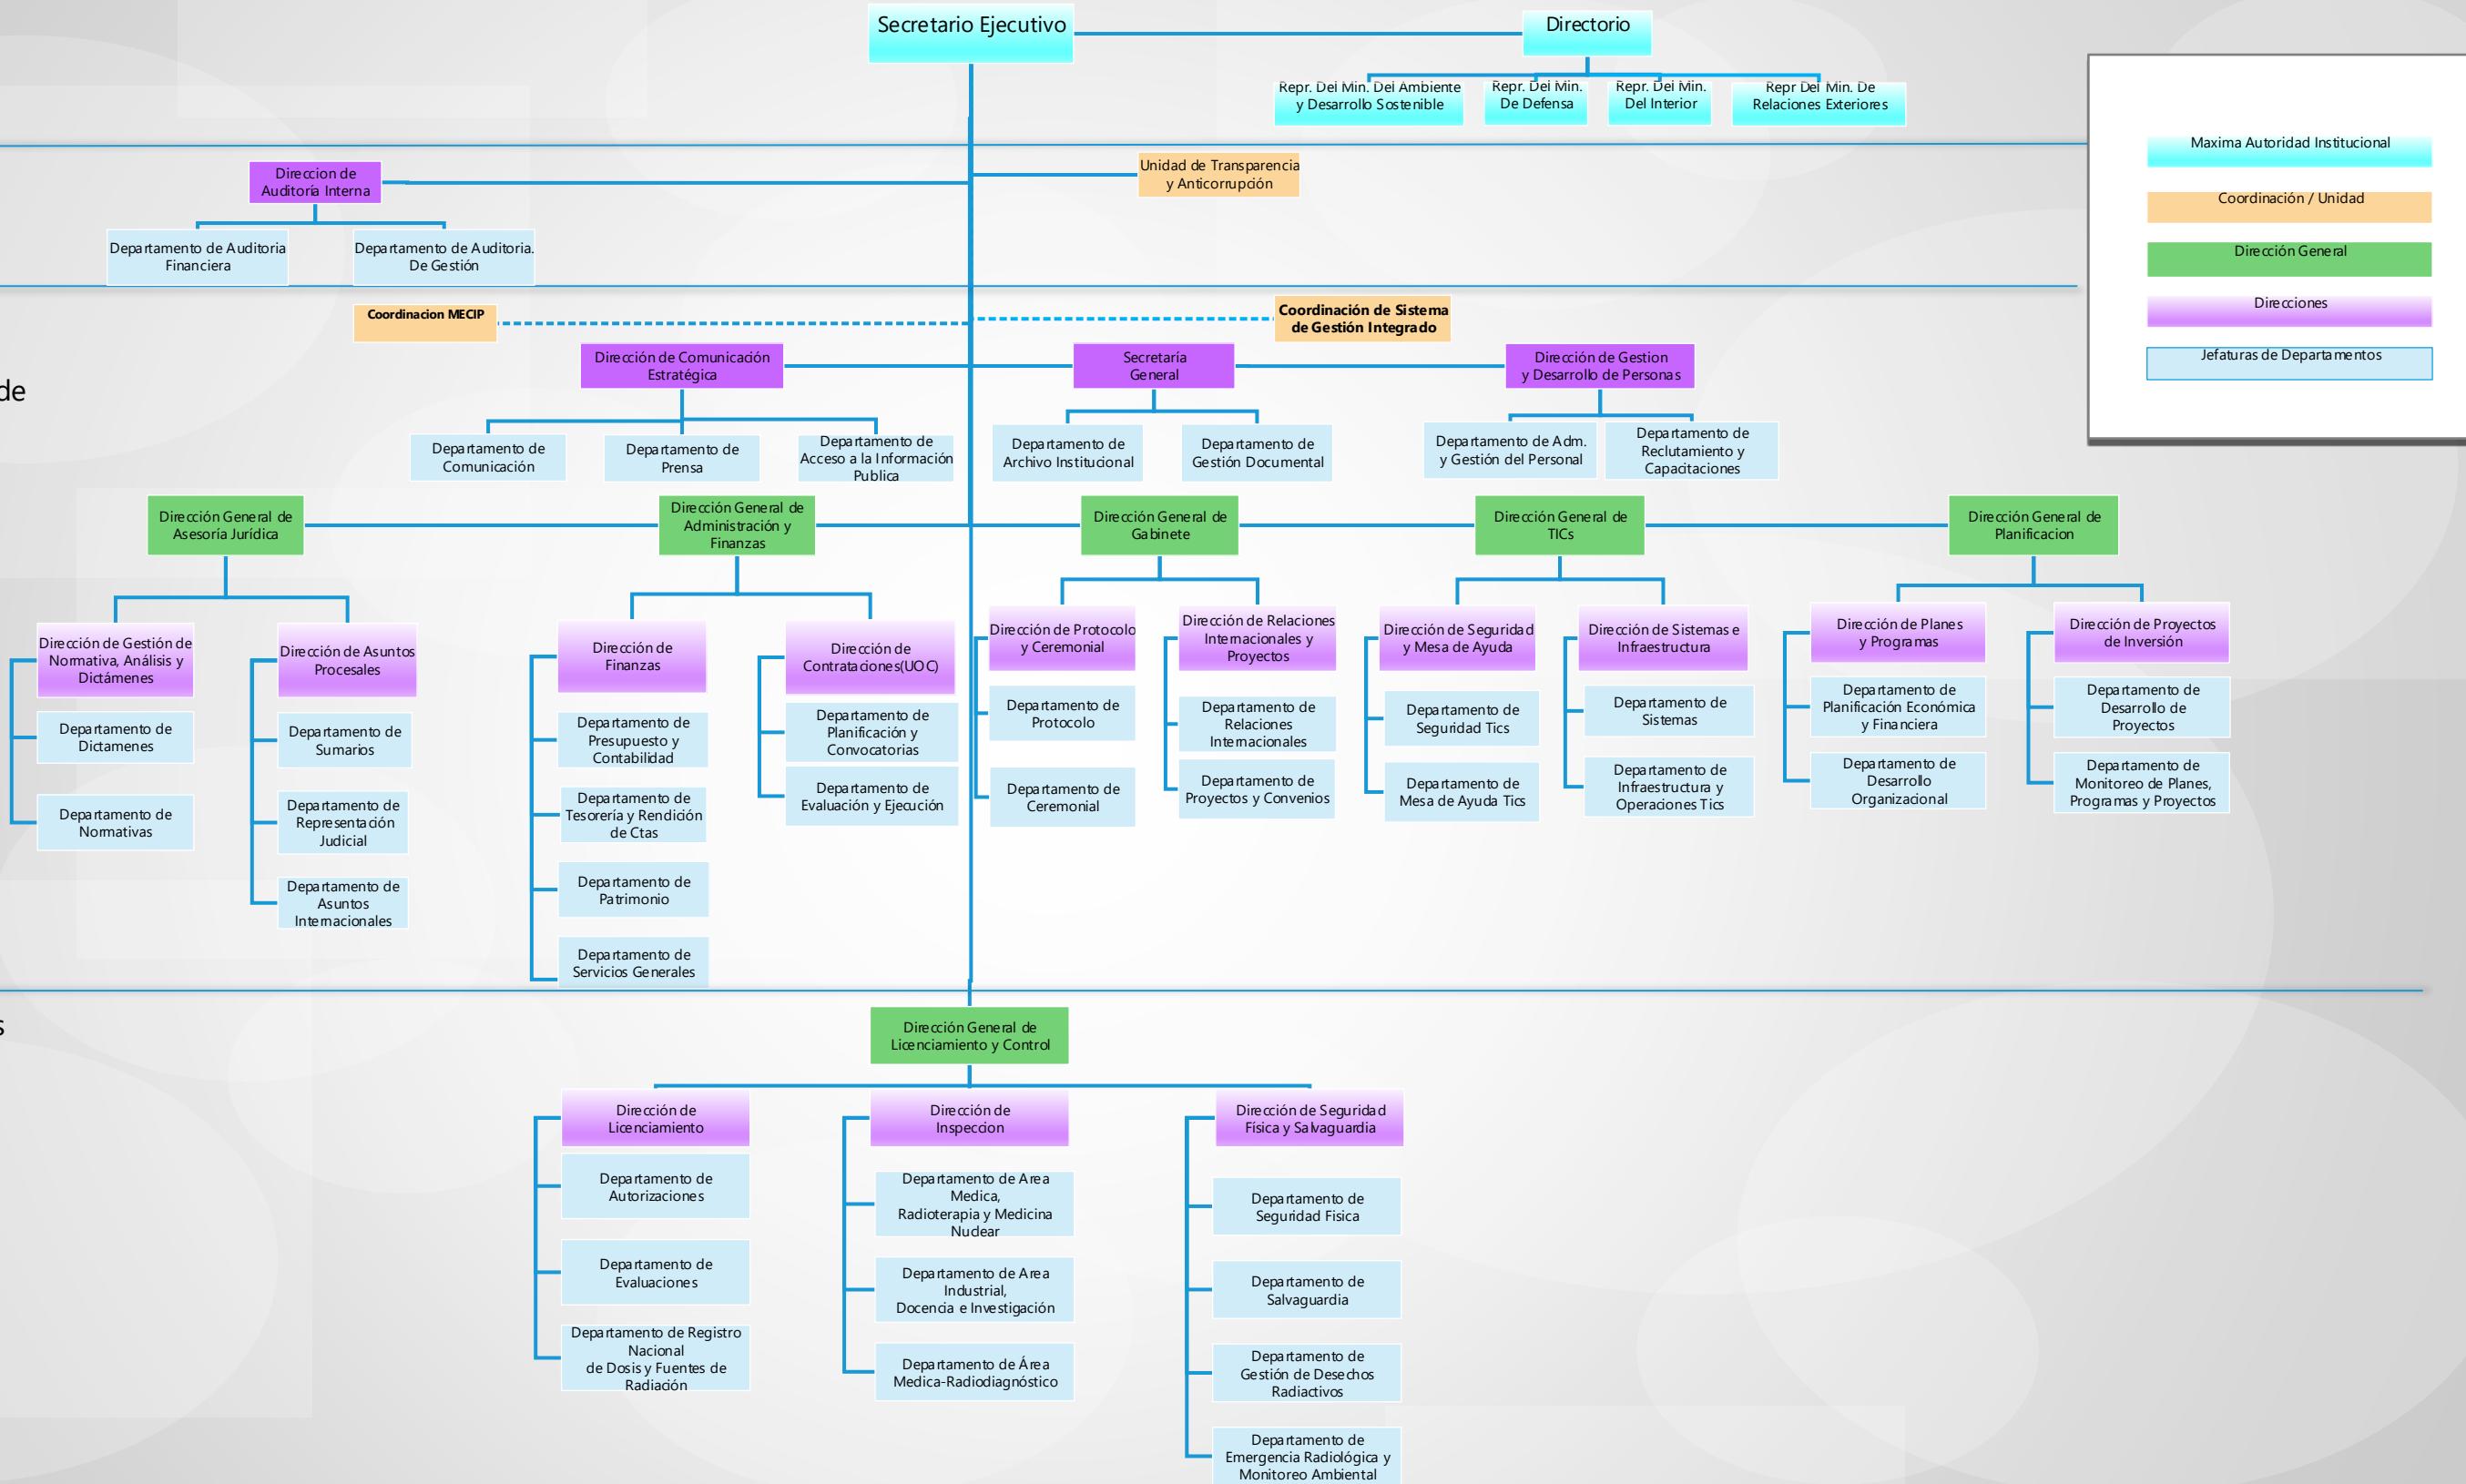 Secretario Ejecutivo
Directorio
Repr. Del Min. Del Ambiente
y Desarrollo Sostenible
Repr. Del Min.
De Defensa
Repr. Del Min.
Del Interior
Repr Del Min. De
Relaciones Exteriores
Maxima Autoridad Institucional
Coordinación / Unidad
Dirección General
Direcciones
Jefaturas de Departamentos
Direccion de
Auditoría Interna
Unidad de Transparencia
y Anticorrupción
Departamento de Auditoria
Financiera
Departamento de Auditoria.
De Gestión
Coordinacion MECIP
Coordinación de Sistema
de Gestión Integrado
Dirección de Comunicación
Estratégica
Secretaría
General
Dirección de Gestion
y Desarrollo de Personas
de
Departamento de
Comunicación
Departamento de
Prensa
Departamento de
Acceso a la Información
Publica
Departamento de
Archivo Institucional
Departamento de
Gestión Documental
Departamento de Adm.
y Gestión del Personal
Departamento de
Reclutamiento y
Capacitaciones
Dirección General de
Asesoría Jurídica
Dirección General de
Administración y
Finanzas
Dirección General de
Gabinete
Dirección General de
TICs
Dirección General de
Planificacion
Dirección de Gestión de
Normativa, Análisis y
Dictámenes
Departamento de
Dictamenes
Departamento de
Normativas
Dirección de Asuntos
Procesales
Departamento de
Sumarios
Departamento de
Representación
Judicial
Departamento de
Asuntos
Internacionales
Dirección de
Finanzas
Departamento de
Presupuesto y
Contabilidad
Departamento de
Tesorería y Rendición
de Ctas
Departamento de
Patrimonio
Departamento de
Servicios Generales
Dirección de
Contrataciones(UOC)
Departamento de
Planificación y
Convocatorias
Departamento de
Evaluación y Ejecución
Dirección de Protocolo
y Ceremonial
Departamento de
Protocolo
Departamento de
Ceremonial
Dirección de Relaciones
Internacionales y
Proyectos
Departamento de
Relaciones
Internacionales
Departamento de
Proyectos y Convenios
Dirección de Seguridad
y Mesa de Ayuda
Departamento de
Seguridad Tics
Departamento de
Mesa de Ayuda Tics
Dirección de Sistemas e
Infraestructura
Departamento de
Sistemas
Departamento de
Infraestructura y
Operaciones Tics
Dirección de Planes
y Programas
Departamento de
Planificación Económica
y Financiera
Departamento de
Desarrollo
Organizacional
Dirección de Proyectos
de Inversión
Departamento de
Desarrollo de
Proyectos
Departamento de
Monitoreo de Planes,
Programas y Proyectos
s
Dirección General de
Licenciamiento y Control
Dirección de
Licenciamiento
Departamento de
Autorizaciones
Departamento de
Evaluaciones
Departamento de Registro
Nacional
de Dosis y Fuentes de
Radiación
Dirección de
Inspeccion
Departamento de Area
Medica,
Radioterapia y Medicina
Nuclear
Departamento de Area
Industrial,
Docencia e Investigación
Departamento de Área
Medica-Radiodiagnóstico
Dirección de Seguridad
Física y Salvaguardia
Departamento de
Seguridad Fisica
Departamento de
Salvaguardia
Departamento de
Gestión de Desechos
Radiactivos
Departamento de
Emergencia Radiológica y
Monitoreo Ambiental